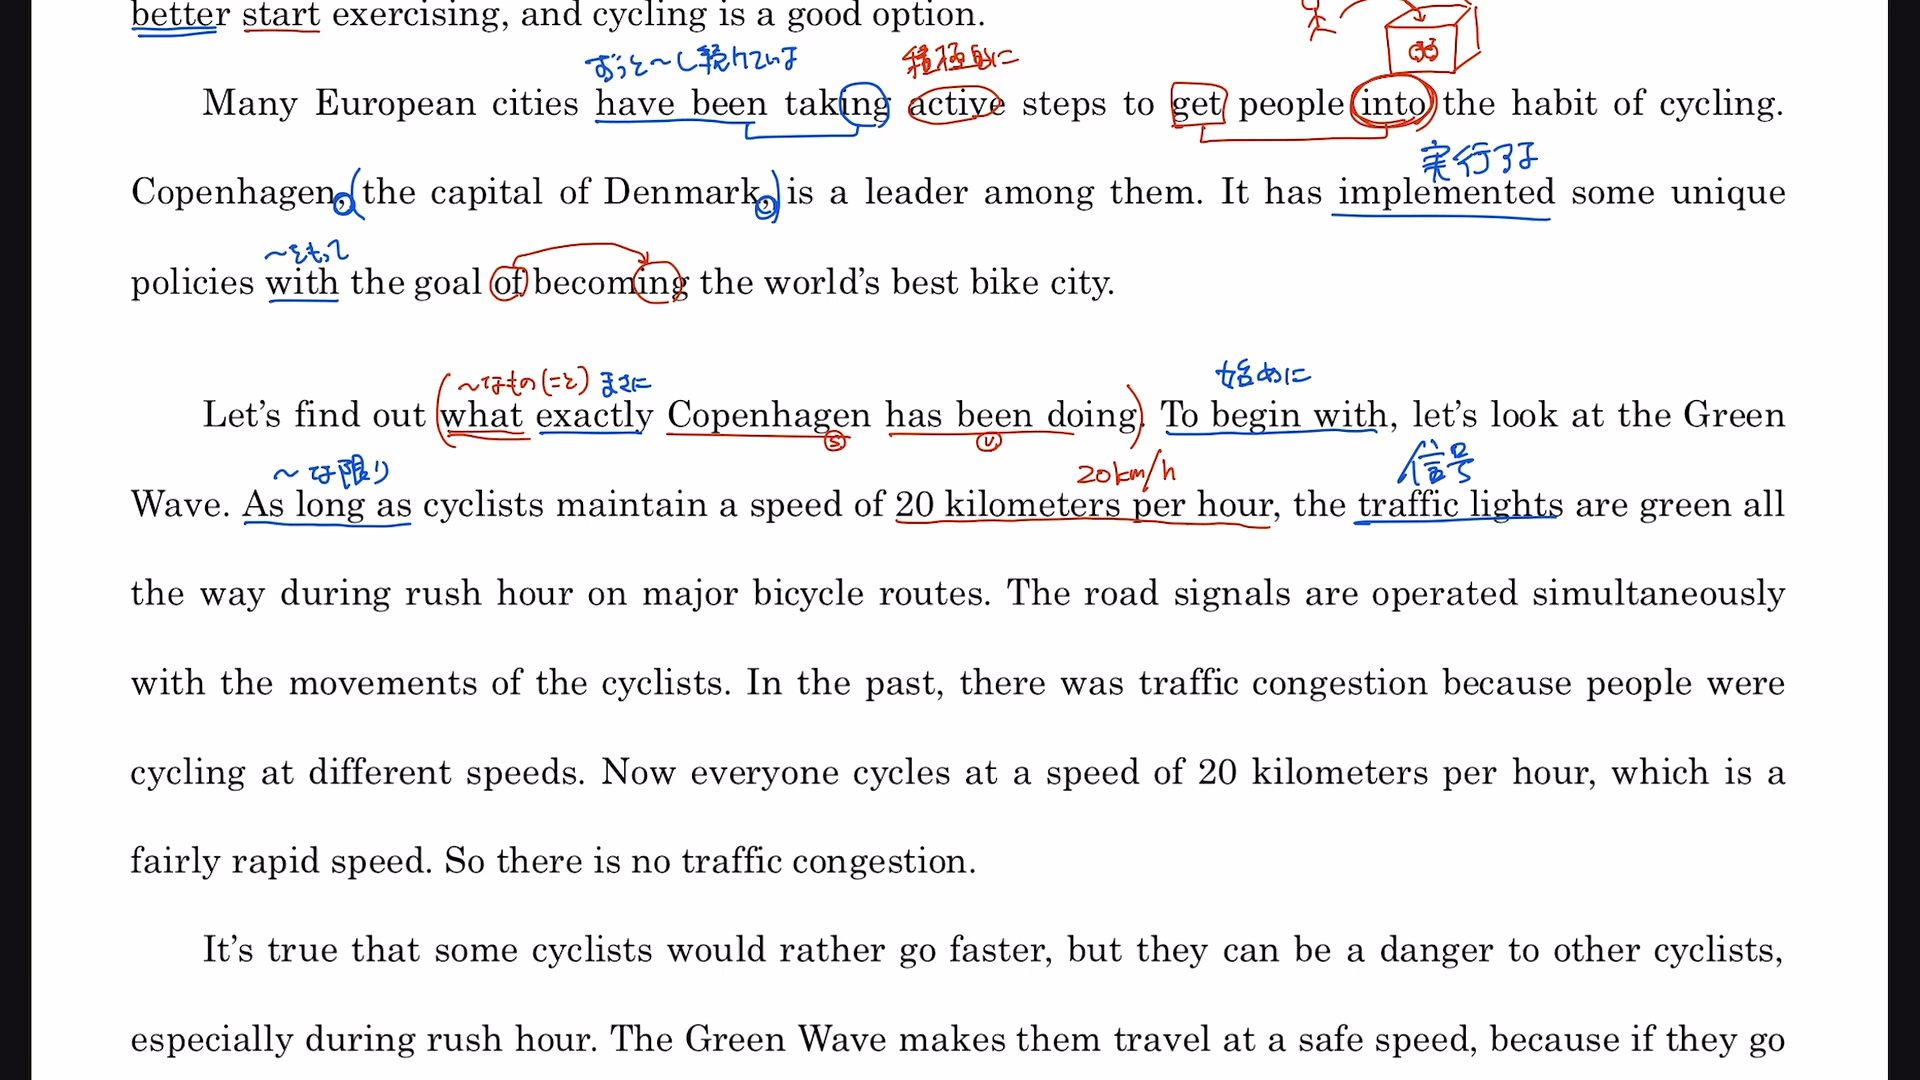 better start exercising, and cycling is a good option.
ずっと〜し続けている 積極的に
Many European cities have been taking active steps to get people into the habit of cycling.
実行する
Copenhagen, (the capital of Denmark,) is a leader among them. It has implemented some unique
〜をもって
policies with the goal of becoming the world's best bike city.
〜なもの(こと) まさに 始めに
Let's find out (what exactly Copenhagen has been doing). To begin with, let's look at the Green
S V
〜な限り 20km/h 信号
Wave. As long as cyclists maintain a speed of 20 kilometers per hour, the traffic lights are green all
the way during rush hour on major bicycle routes. The road signals are operated simultaneously
with the movements of the cyclists. In the past, there was traffic congestion because people were
cycling at different speeds. Now everyone cycles at a speed of 20 kilometers per hour, which is a
fairly rapid speed. So there is no traffic congestion.
It's true that some cyclists would rather go faster, but they can be a danger to other cyclists,
especially during rush hour. The Green Wave makes them travel at a safe speed, because if they go